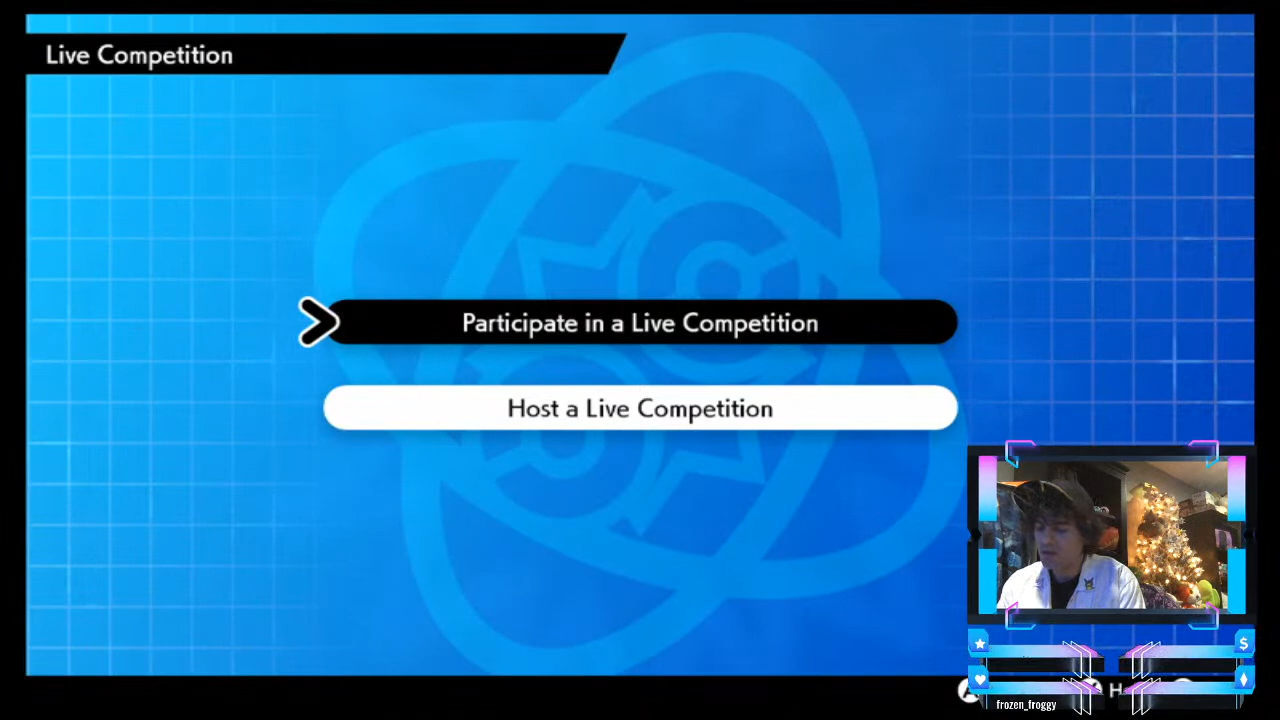 Live Competition
Participate in a Live Competition
Host a Live Competition
frozen_froggy